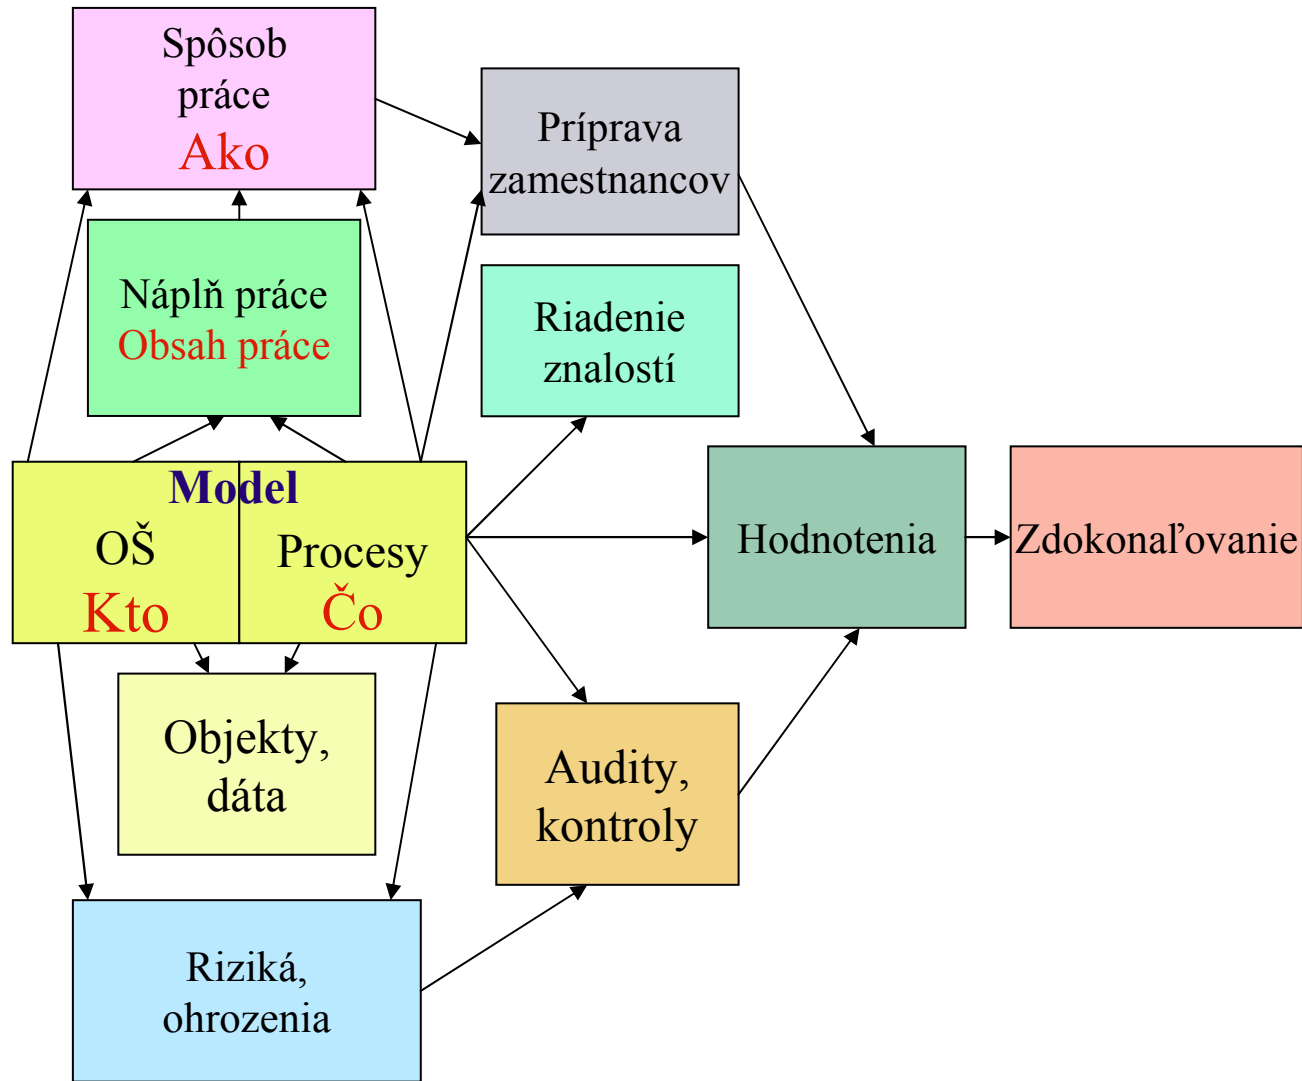 Spôsob
práce
Ako
Príprava
zamestnancov
Náplň práce
Obsah práce
Riadenie
znalostí
Model
OŠ
Kto
Procesy
Čo
Hodnotenia
Zdokonaľovanie
Objekty,
dáta
Audity,
kontroly
Riziká,
ohrozenia